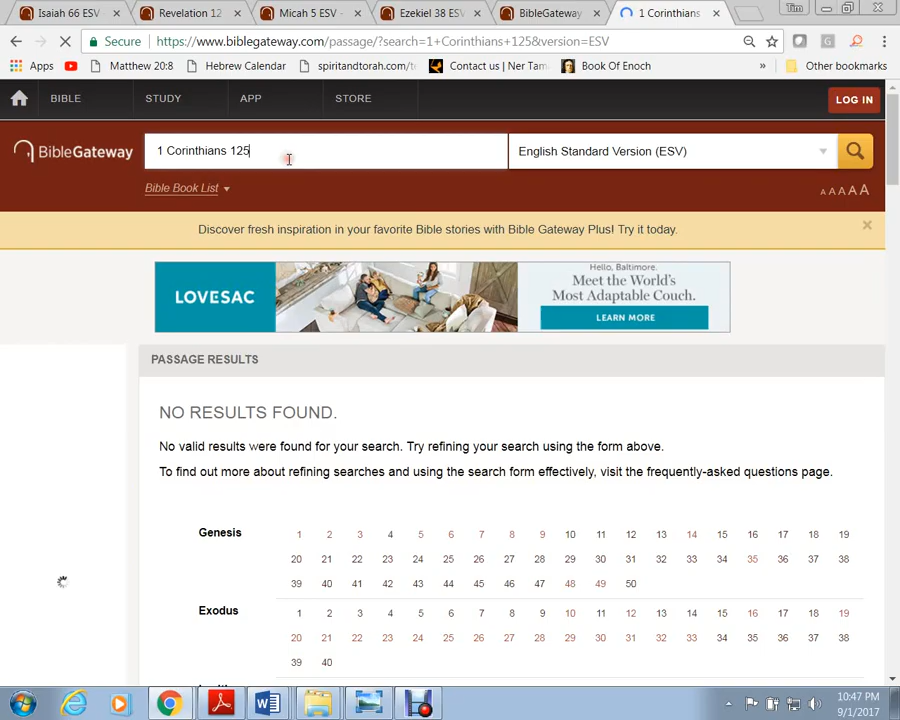 Isaiah 66 ESV
Revelation 12
Micah 5 ESV -
Ezekiel 38 ESV
BibleGateway
1 Corinthians
Tim
Secure
https://www.biblegateway.com/passage/?search=1+Corinthians+125&version=ESV
Apps
Matthew 20:8
Hebrew Calendar
spiritandtorah.com/te
Contact us | Ner Tam
Book Of Enoch
»
Other bookmarks
BIBLE
STUDY
APP
STORE
LOG IN
BibleGateway
1 Corinthians 125
English Standard Version (ESV)
Bible Book List
A A A A A
Discover fresh inspiration in your favorite Bible stories with Bible Gateway Plus! Try it today.
LOVESAC
Hello, Baltimore.
Meet the World's
Most Adaptable Couch.
LEARN MORE
PASSAGE RESULTS
NO RESULTS FOUND.
No valid results were found for your search. Try refining your search using the form above.
To find out more about refining searches and using the search form effectively, visit the frequently-asked questions page.
Genesis 1 2 3 4 5 6 7 8 9 10 11 12 13 14 15 16 17 18 19
20 21 22 23 24 25 26 27 28 29 30 31 32 33 34 35 36 37 38
39 40 41 42 43 44 45 46 47 48 49 50
Exodus 1 2 3 4 5 6 7 8 9 10 11 12 13 14 15 16 17 18 19
20 21 22 23 24 25 26 27 28 29 30 31 32 33 34 35 36 37 38
39 40
10:47 PM
9/1/2017